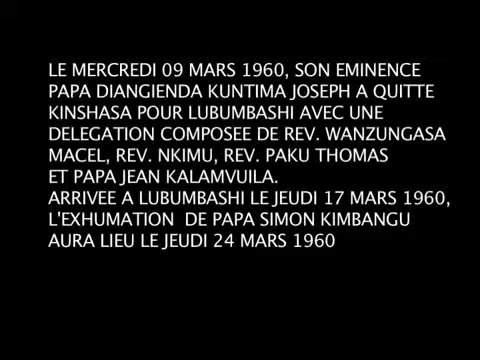 LE MERCREDI 09 MARS 1960, SON EMINENCE
PAPA DIANGIENDA KUNTIMA JOSEPH A QUITTE
KINSHASA POUR LUBUMBASHI AVEC UNE
DELEGATION COMPOSEE DE REV. WANZUNGASA
MACEL, REV. NKIMU, REV. PAKU THOMAS
ET PAPA JEAN KALAMVUILA.
ARRIVEE A LUBUMBASHI LE JEUDI 17 MARS 1960,
L'EXHUMATION  DE PAPA SIMON KIMBANGU
AURA LIEU LE JEUDI 24 MARS 1960